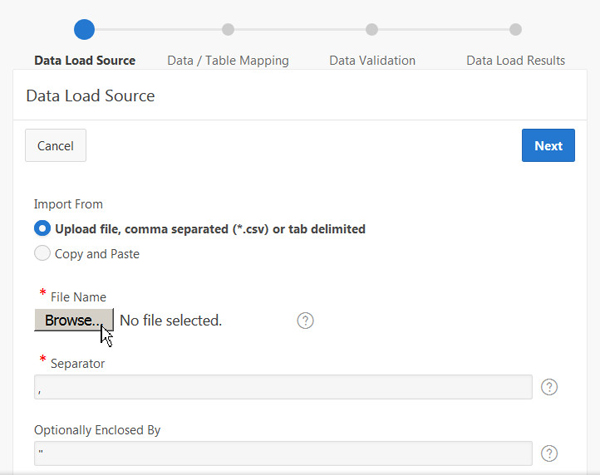 Data Load Source Data / Table Mapping Data Validation Data Load Results
Data Load Source
Cancel Next
Import From
Upload file, comma separated (*.csv) or tab delimited
Copy and Paste
* File Name
Browse... No file selected. ?
* Separator
, ?
Optionally Enclosed By
" ?